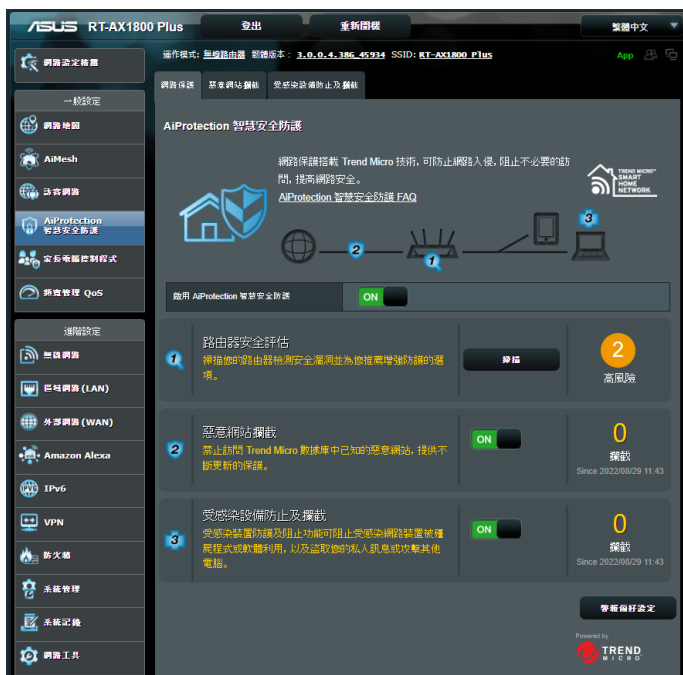 ASUS RT-AX1800 Plus 登出 重新開機 繁體中文
運作模式: 無線路由器 韌體版本: 3.0.0.4.386_45934 SSID: RT-AX1800 Plus App
網路設定精靈
網路保護 惡意網站攔截 受感染設備防止及攔截
一般設定
網路地圖
AiMesh
訪客網路
AiProtection
智慧安全防護
家長電腦控制程式
頻寬管理 QoS
進階設定
無線網路
區域網路 (LAN)
外部網路 (WAN)
Amazon Alexa
IPv6
VPN
防火牆
系統管理
系統記錄
網路工具
AiProtection 智慧安全防護
網路保護搭載 Trend Micro 技術, 可防止網路入侵, 阻止不必要的訪
問, 提高網路安全。
AiProtection 智慧安全防護 FAQ
TREND MICRO™
SMART
HOME
NETWORK
2
1
3
啟用 AiProtection 智慧安全防護 ON
1
路由器安全評估
掃描您的路由器檢測安全漏洞並為您推薦增強防護的選
項。
掃描
2
高風險
2
惡意網站攔截
禁止訪問 Trend Micro 數據庫中已知的惡意網站, 提供不
斷更新的保護。
ON
0
攔截
Since 2022/08/29 11:43
3
受感染設備防止及攔截
受感染裝置防護及阻止功能可阻止受感染網路裝置被殭
屍程式或軟體利用, 以及盜取您的私人訊息或攻擊其他
電腦。
ON
0
攔截
Since 2022/08/29 11:43
警報偏好設定
Powered by
TREND
MICRO